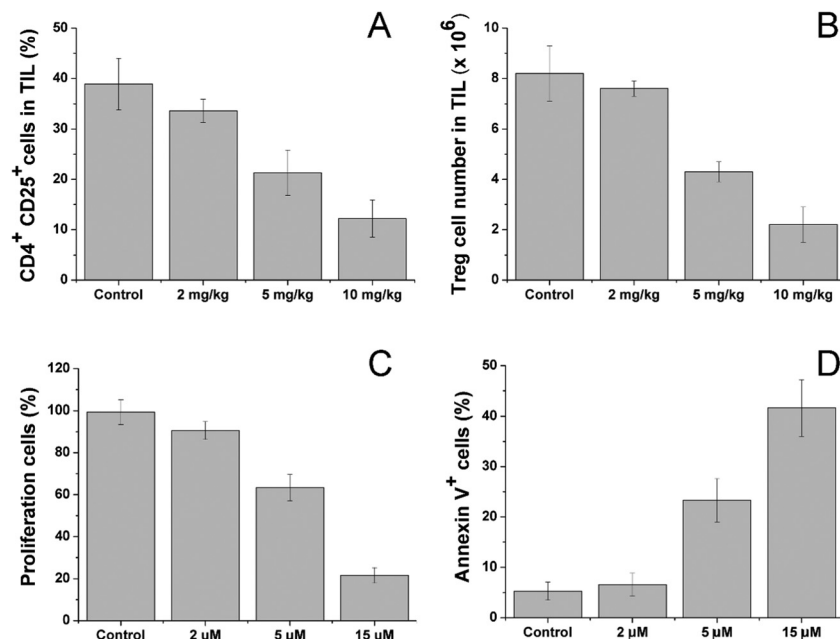 A
CD4+ CD25+ cells in TIL (%)
50
40
30
20
10
0
Control 2 mg/kg 5 mg/kg 10 mg/kg
B
Treg cell number in TIL (x 10^6)
10
8
6
4
2
0
Control 2 mg/kg 5 mg/kg 10 mg/kg
C
Proliferation cells (%)
120
100
80
60
40
20
0
Control 2 µM 5 µM 15 µM
D
Annexin V+ cells (%)
50
40
30
20
10
0
Control 2 µM 5 µM 15 µM